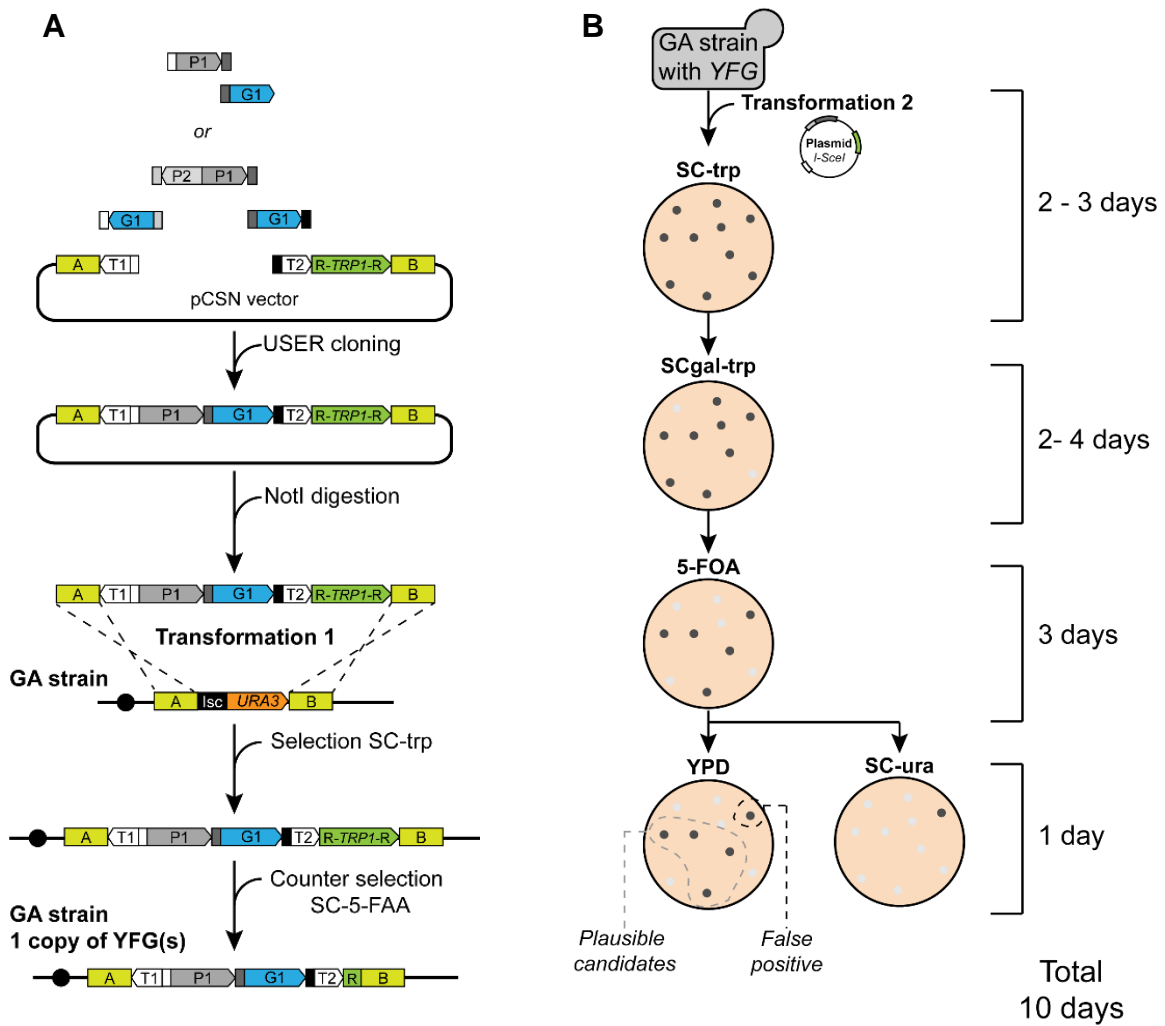 A
P1
G1
or
P2 P1
G1 G1
A T1 T2 R-TRP1-R B
pCSN vector
USER cloning
A T1 P1 G1 T2 R-TRP1-R B
NotI digestion
A T1 P1 G1 T2 R-TRP1-R B
Transformation 1
GA strain
A Isc URA3 B
Selection SC-trp
A T1 P1 G1 T2 R-TRP1-R B
Counter selection
SC-5-FAA
GA strain
1 copy of YFG(s)
A T1 P1 G1 T2 R B
B
GA strain
with YFG
Transformation 2
Plasmid
I-SceI
SC-trp
2 - 3 days
SCgal-trp
2- 4 days
5-FOA
3 days
YPD SC-ura
1 day
Plausible
candidates
False
positive
Total
10 days